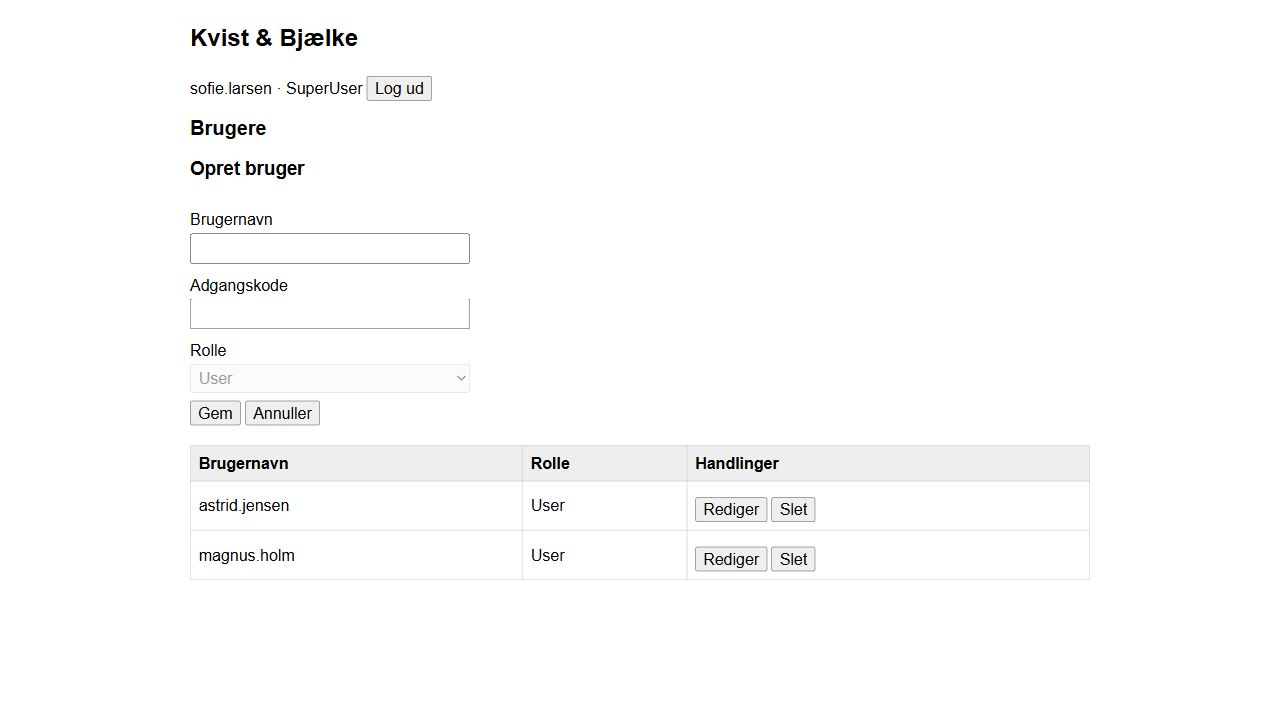 Kvist & Bjælke
sofie.larsen · SuperUser Log ud
Brugere
Opret bruger
Brugernavn
Adgangskode
Rolle
User
Gem Annuller
Brugernavn Rolle Handlinger
astrid.jensen User Rediger Slet
magnus.holm User Rediger Slet